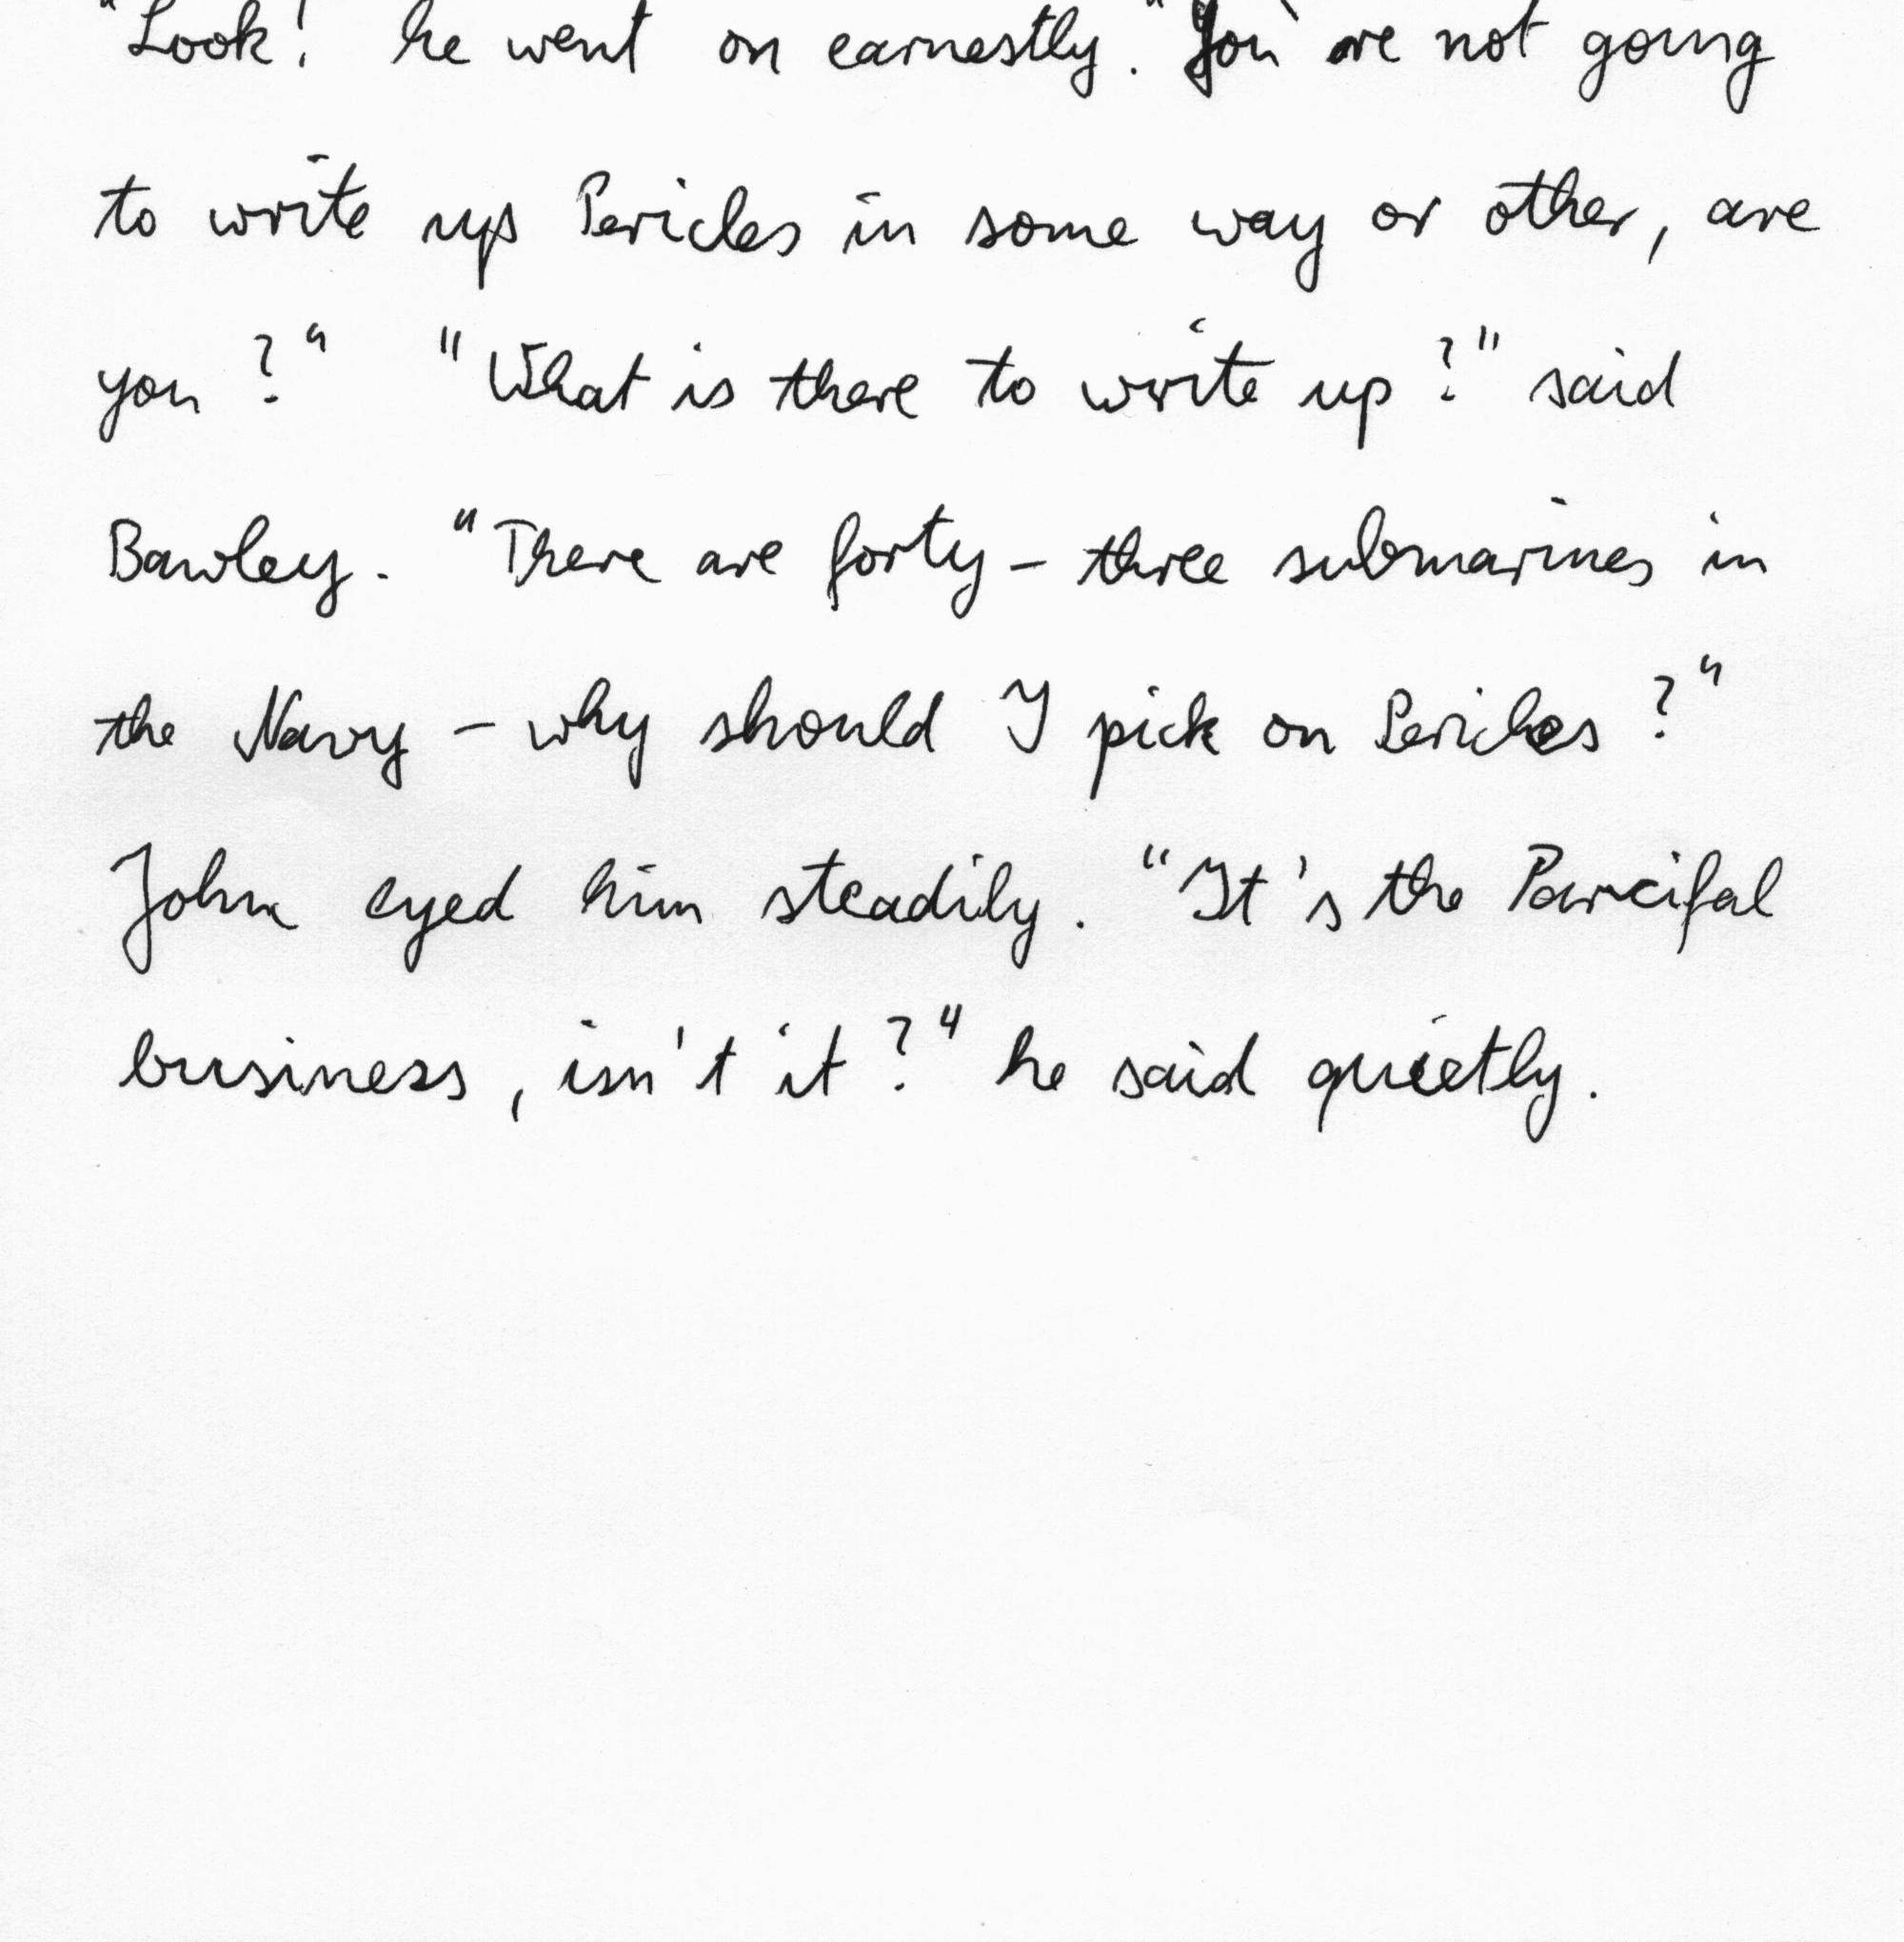 "Look! he went on earnestly. "You're not going
to write up Pericles in some way or other, are
you?" "What is there to write up?" said
Bawley. "There are forty-three submarines in
the Navy - why should I pick on Pericles?"
John eyed him steadily. "It's the Parcifal
business, isn't it?" he said quietly.